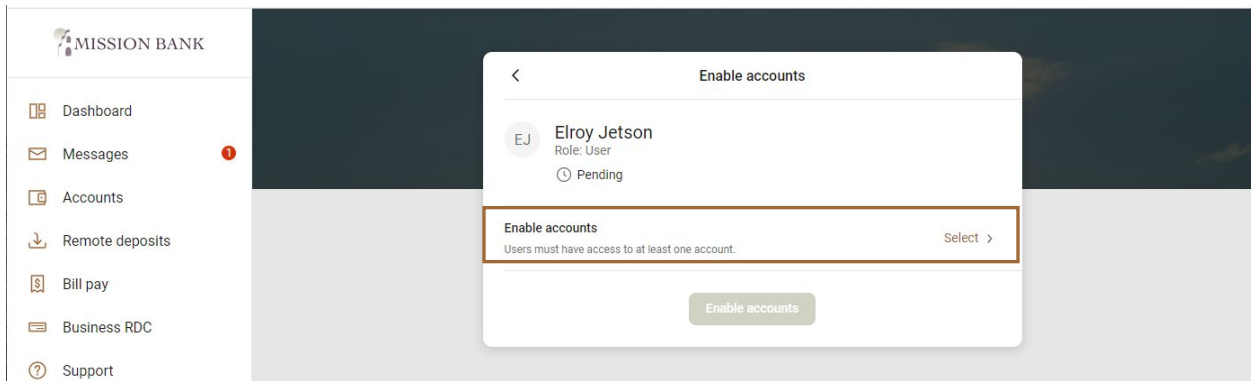 MISSION BANK
Dashboard
Messages
1
Accounts
Remote deposits
Bill pay
Business RDC
Support
Enable accounts
EJ
Elroy Jetson
Role: User
Pending
Enable accounts
Users must have access to at least one account.
Select >
Enable accounts